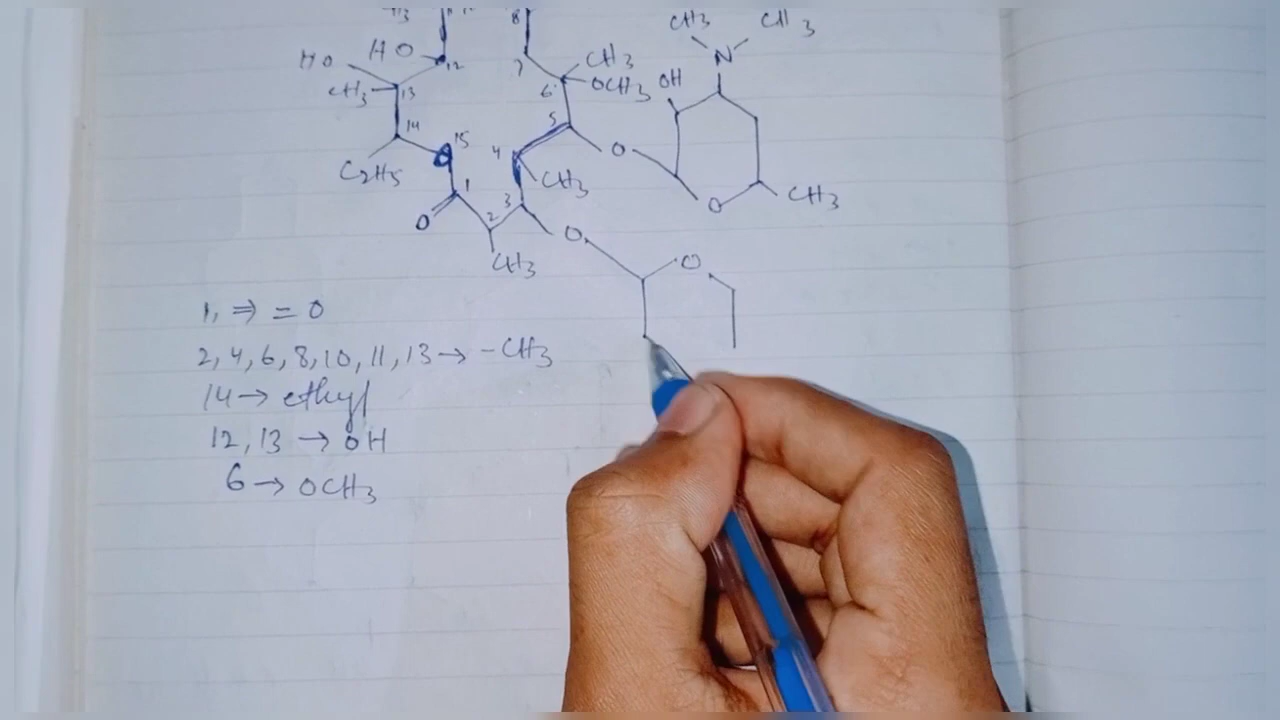 8
CH3 CH3
HO HO 12 7 CH3 N
CH3 13 6 OCH3 OH
14 15 5 O
4
C2H5 1 3 CH3 O CH3
O 2 O
CH3 O
1, ⇒ = O
2, 4, 6, 8, 10, 11, 13 → -CH3
14 → ethyl
12, 13 → OH
6 → OCH3